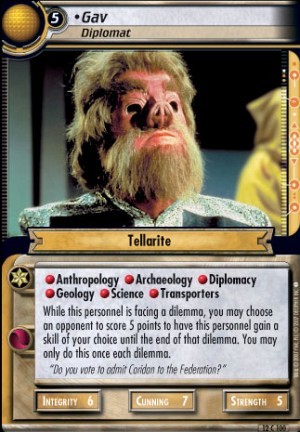 5
•Gav
Diplomat
Tellarite
Anthropology Archaeology Diplomacy
Geology Science Transporters
While this personnel is facing a dilemma, you may choose
an opponent to score 5 points to have this personnel gain a
skill of your choice until the end of that dilemma. You may
only do this once each dilemma.
"Do you vote to admit Coridon to the Federation?"
INTEGRITY 6 CUNNING 7 STRENGTH 5
12 C 100